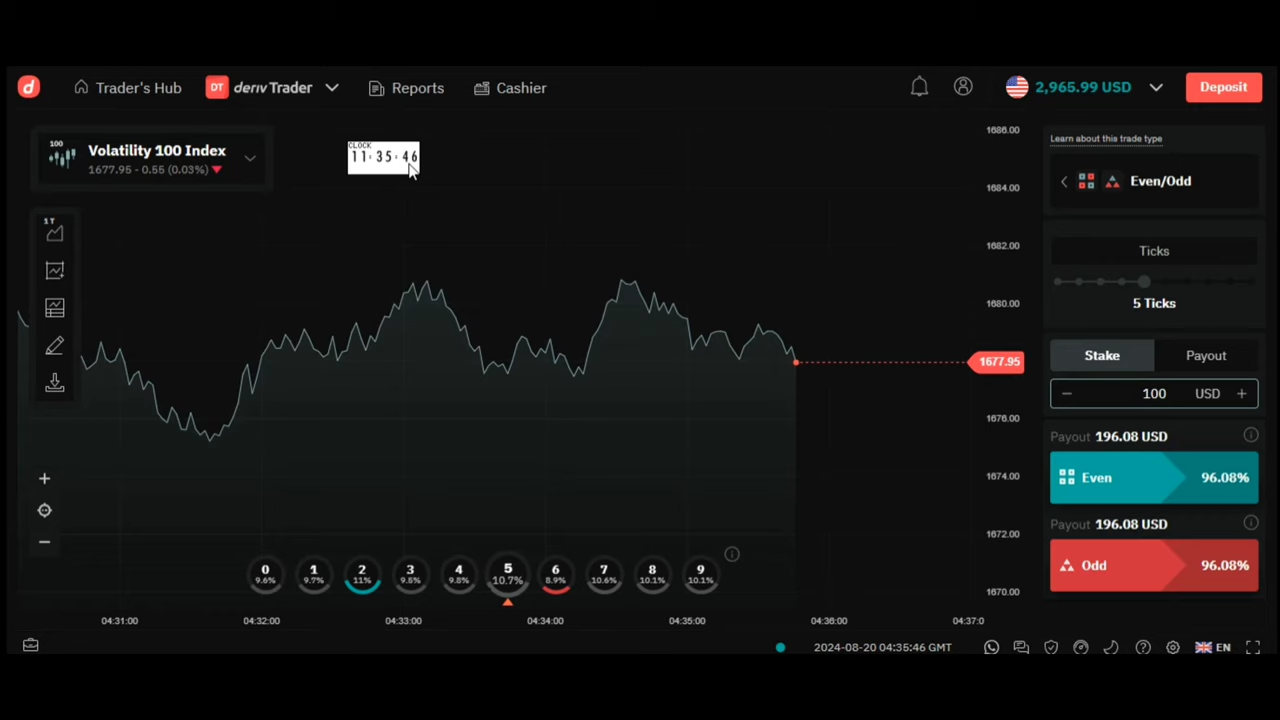 Trader's Hub
DT
deriv Trader
Reports
Cashier
2,965.99 USD
Deposit
100
Volatility 100 Index
1677.95 - 0.55 (0.03%)
CLOCK
11:35:46
1T
1686.00
1684.00
1682.00
1680.00
1677.95
1676.00
1674.00
1672.00
1670.00
Learn about this trade type
Even/Odd
Ticks
5 Ticks
Stake
Payout
− 100 USD +
Payout 196.08 USD
Even 96.08%
Payout 196.08 USD
Odd 96.08%
0 1 2 3 4 5 6 7 8 9
9.6% 9.7% 11% 9.5% 9.8% 10.7% 8.9% 10.6% 10.1% 10.1%
04:31:00 04:32:00 04:33:00 04:34:00 04:35:00 04:36:00 04:37:0
2024-08-20 04:35:46 GMT
EN